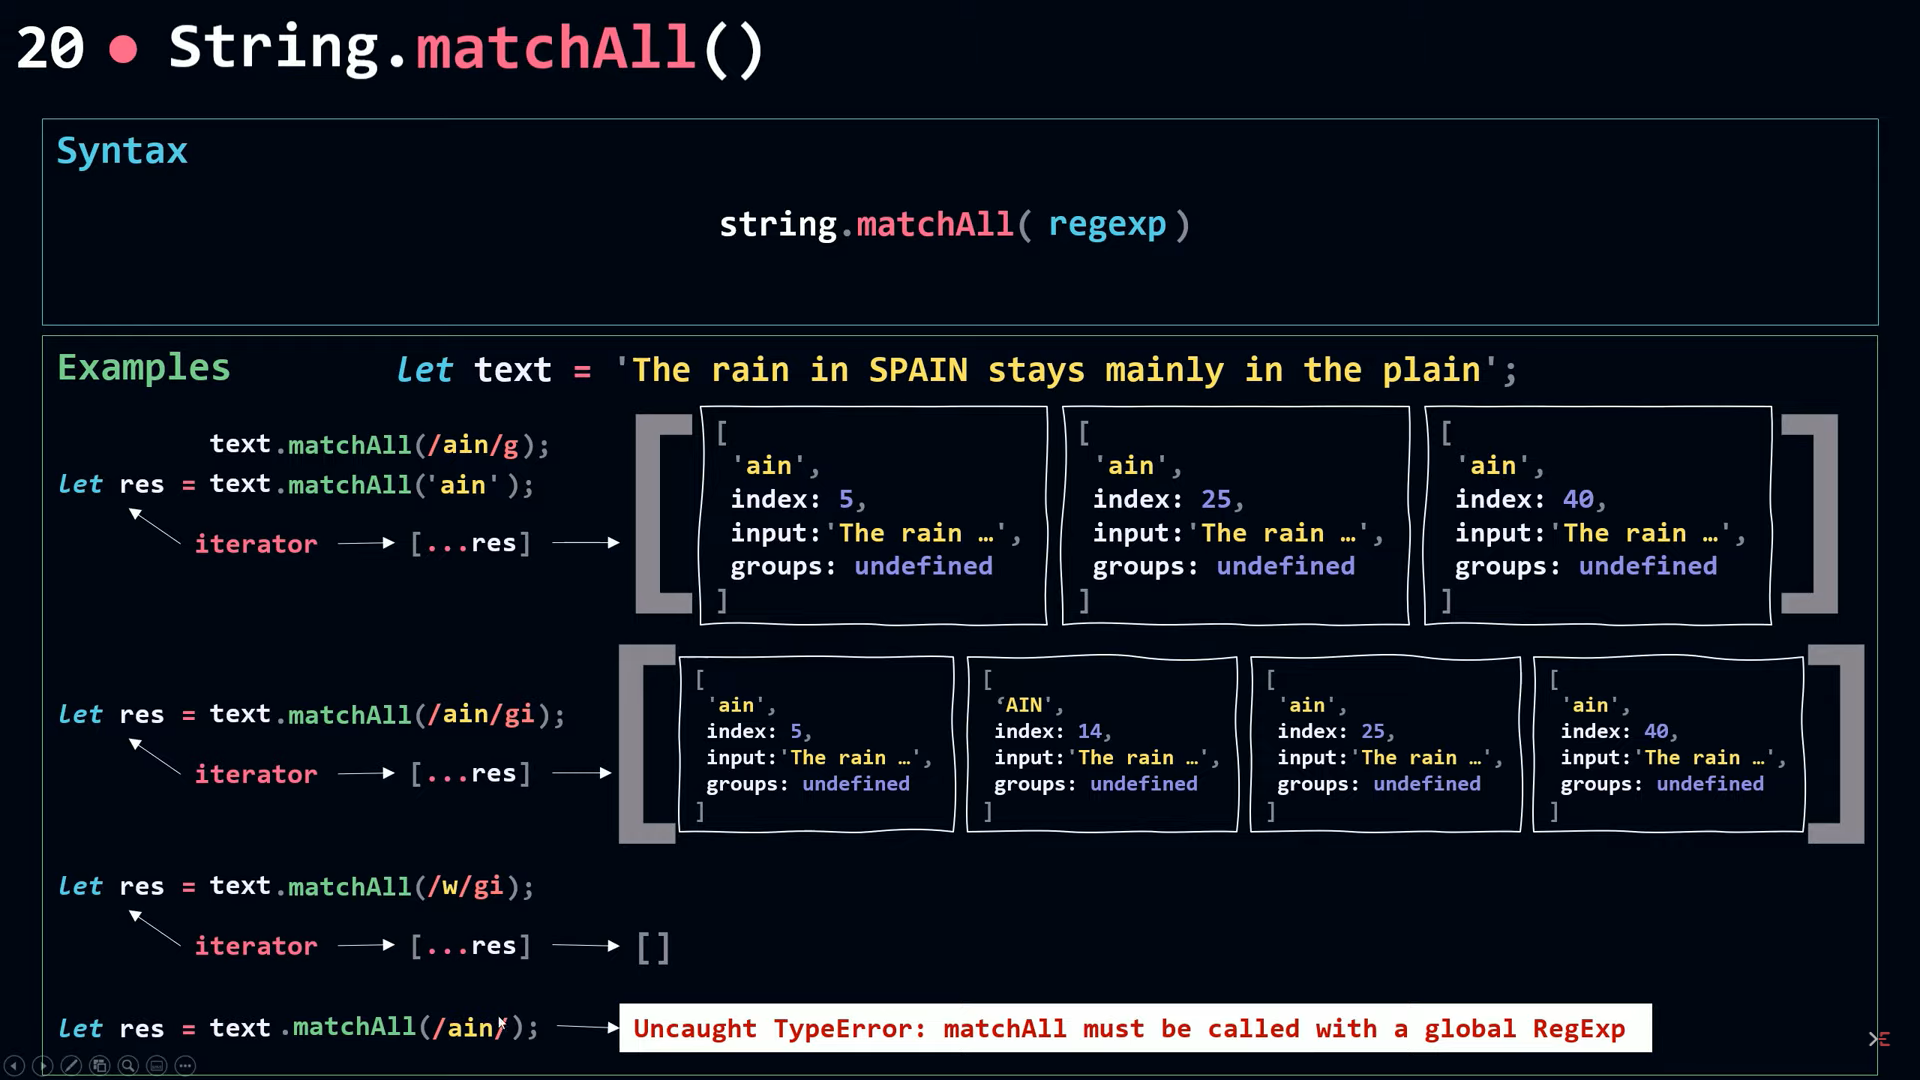 20 • String.matchAll()
Syntax
string.matchAll( regexp )
Examples
let text = 'The rain in SPAIN stays mainly in the plain';
text.matchAll(/ain/g);
let res = text.matchAll('ain' );
iterator
[...res]
[
'ain',
index: 5,
input:'The rain …',
groups: undefined
]
[
'ain',
index: 25,
input:'The rain …',
groups: undefined
]
[
'ain',
index: 40,
input:'The rain …',
groups: undefined
]
let res = text.matchAll(/ain/gi);
iterator
[...res]
[
'ain',
index: 5,
input:'The rain …',
groups: undefined
]
[
‘AIN',
index: 14,
input:'The rain …',
groups: undefined
]
[
'ain',
index: 25,
input:'The rain …',
groups: undefined
]
[
'ain',
index: 40,
input:'The rain …',
groups: undefined
]
let res = text.matchAll(/w/gi);
iterator
[...res]
[]
let res = text .matchAll(/ain/);
Uncaught TypeError: matchAll must be called with a global RegExp